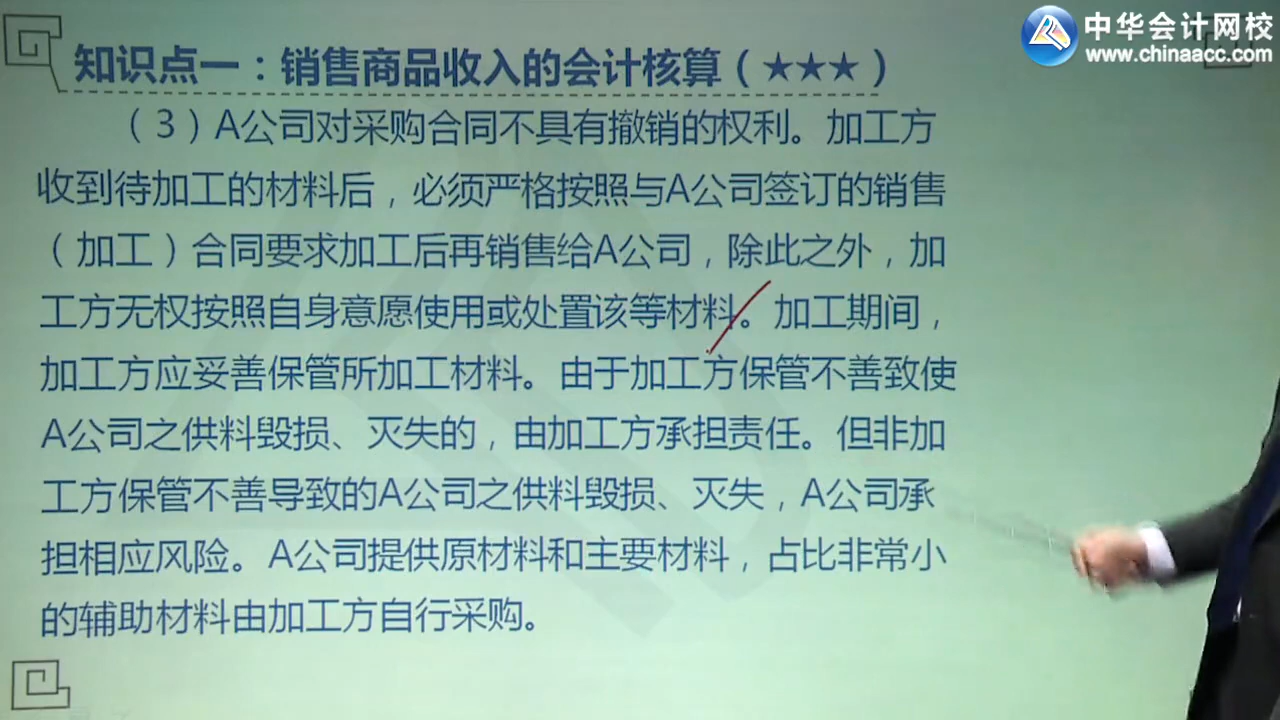 中华会计网校
www.chinaacc.com
知识点一：销售商品收入的会计核算（★★★）
（3）A公司对采购合同不具有撤销的权利。加工方
收到待加工的材料后，必须严格按照与A公司签订的销售
（加工）合同要求加工后再销售给A公司，除此之外，加
工方无权按照自身意愿使用或处置该等材料。加工期间，
加工方应妥善保管所加工材料。由于加工方保管不善致使
A公司之供料毁损、灭失的，由加工方承担责任。但非加
工方保管不善导致的A公司之供料毁损、灭失，A公司承
担相应风险。A公司提供原材料和主要材料，占比非常小
的辅助材料由加工方自行采购。